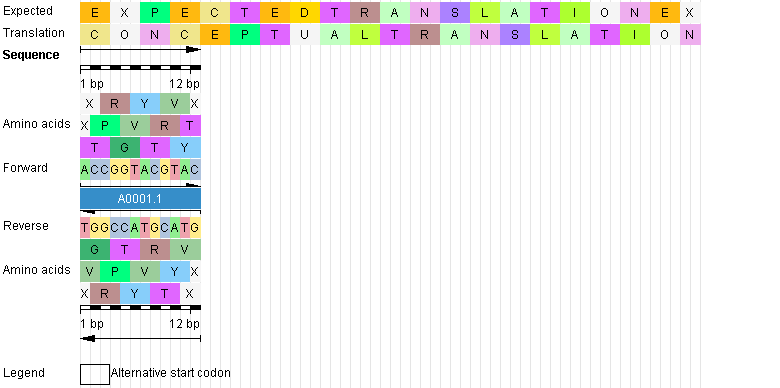 Expected E X P E C T E D T R A N S L A T I O N E X
Translation C O N C E P T U A L T R A N S L A T I O N
Sequence
1 bp 12 bp
X R Y V X
Amino acids X P V R T
T G T Y
Forward ACCGGTACGTAC
A0001.1
Reverse TGGCCATGCATG
G T R V
Amino acids V P V Y X
X R Y T X
1 bp 12 bp
Legend Alternative start codon